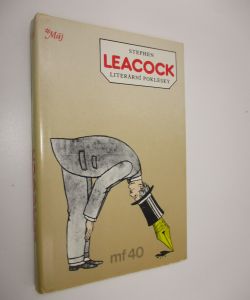 Máj
STEPHEN
LEACOCK
LITERÁRNÍ POKLESKY
mf 40